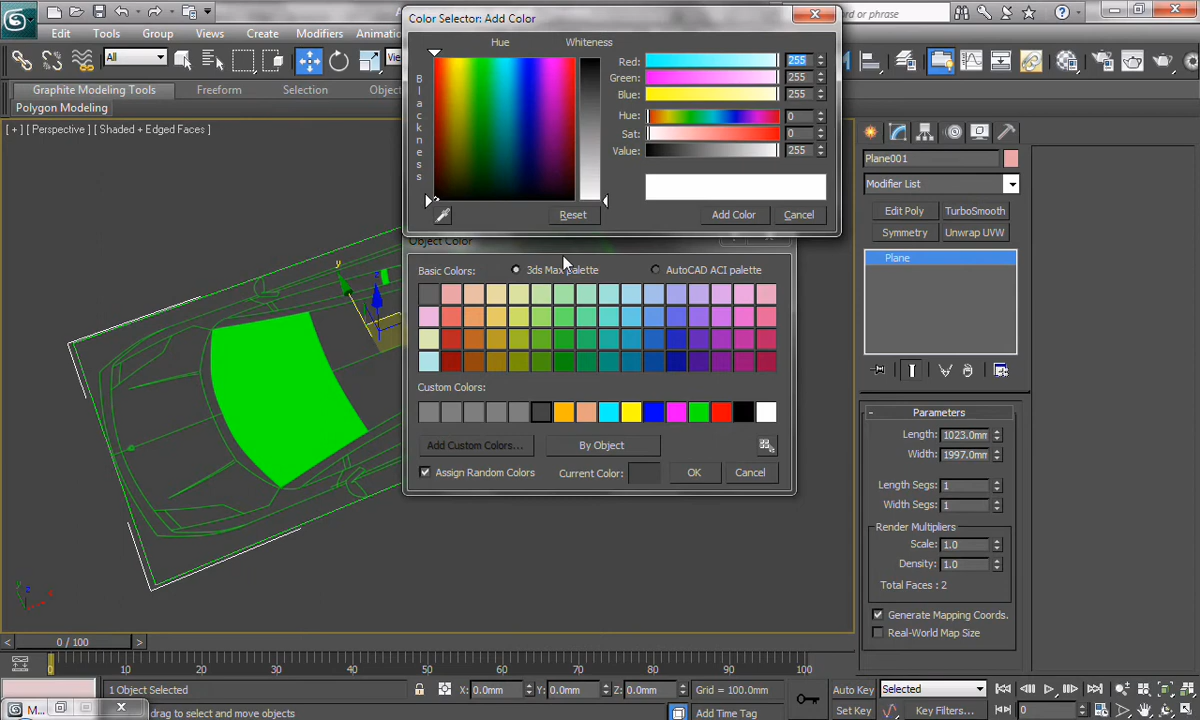 Color Selector: Add Color
or phrase
Edit Tools Group Views Create Modifiers Animation
All
View
Graphite Modeling Tools Freeform Selection
Polygon Modeling
[ + ] [ Perspective ] [ Shaded + Edged Faces ]
Hue Whiteness
Blackness
Red: 255
Green: 255
Blue: 255
Hue: 0
Sat: 0
Value: 255
Reset Add Color Cancel
Object Color
Basic Colors: 3ds Max palette AutoCAD ACI palette
Custom Colors:
Add Custom Colors... By Object
Assign Random Colors Current Color: OK Cancel
y
z
Plane001
Modifier List
Edit Poly TurboSmooth
Symmetry Unwrap UVW
Plane
- Parameters
Length: 1023.0mm
Width: 1997.0mm
Length Segs: 1
Width Segs: 1
Render Multipliers
Scale: 1.0
Density: 1.0
Total Faces : 2
Generate Mapping Coords.
Real-World Map Size
< 0 / 100 >
0 10 20 30 40 50 60 70 80 90 100
1 Object Selected X: 0.0mm Y: 0.0mm Z: 0.0mm Grid = 100.0mm Auto Key Selected
M... drag to select and move objects Add Time Tag Set Key Key Filters... 0